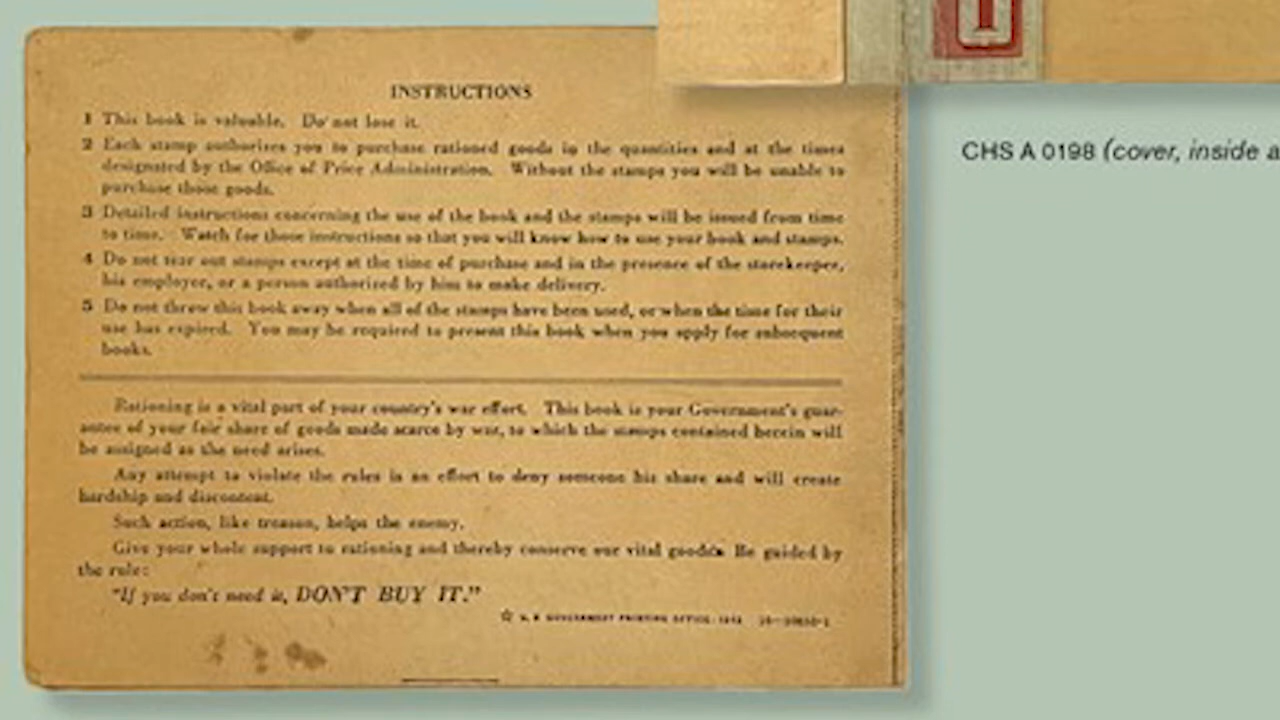 INSTRUCTIONS
1 This book is valuable. Do not lose it.
2 Each stamp authorizes you to purchase rationed goods in the quantities and at the times
designated by the Office of Price Administration. Without the stamps you will be unable to
purchase those goods.
3 Detailed instructions concerning the use of the book and the stamps will be issued from time
to time. Watch for those instructions so that you will know how to use your book and stamps.
4 Do not tear out stamps except at the time of purchase and in the presence of the storekeeper,
his employer, or a person authorized by him to make delivery.
5 Do not throw this book away when all of the stamps have been used, or when the time for their
use has expired. You may be required to present this book when you apply for subsequent
books.
Rationing is a vital part of your country's war effort. This book is your Government's guar-
antee of your fair share of goods made scarce by war, to which the stamps contained herein will
be assigned as the need arises.
Any attempt to violate the rules is an effort to deny someone his share and will create
hardship and discontent.
Such action, like treason, helps the enemy.
Give your whole support to rationing and thereby conserve our vital goods. Be guided by
the rule:
"If you don't need it, DON'T BUY IT."
☆ U. S. GOVERNMENT PRINTING OFFICE:
CHS A 0198 (cover, inside a